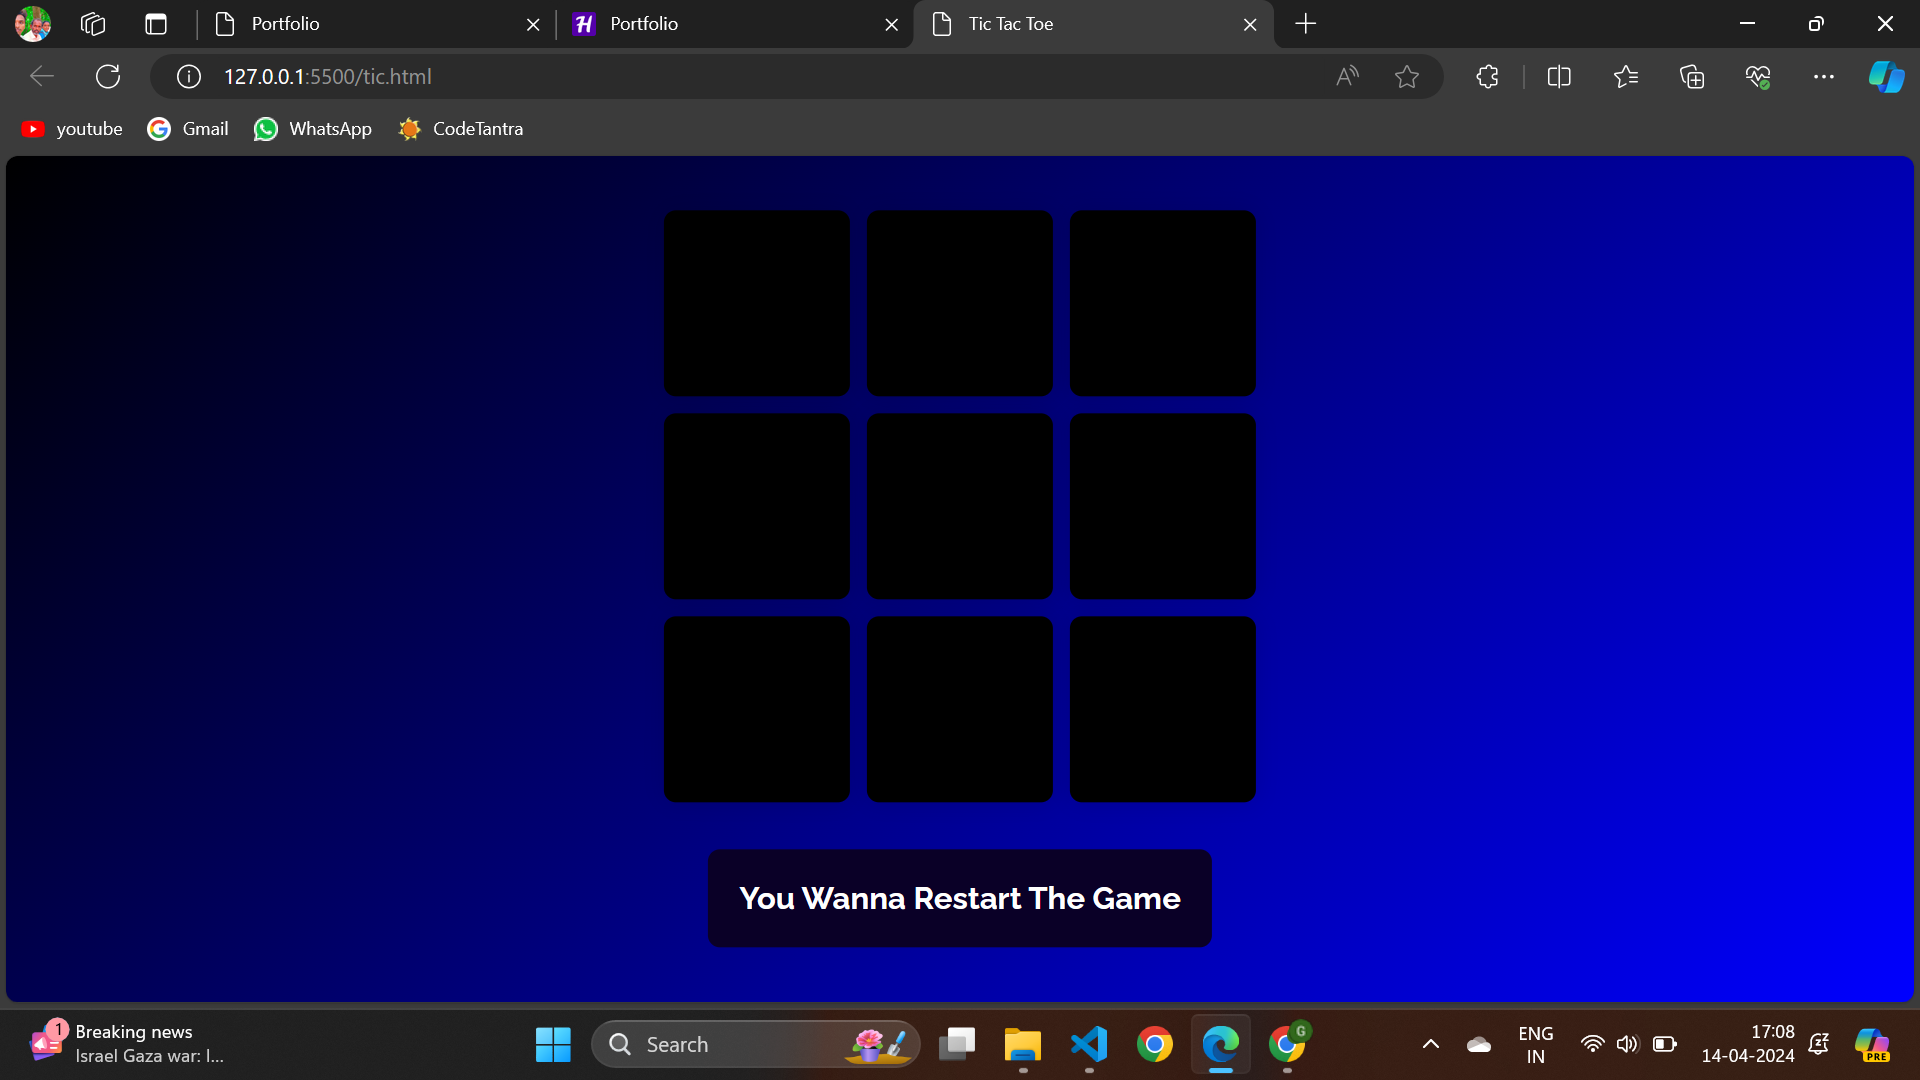 Portfolio
Portfolio
Tic Tac Toe
127.0.0.1:5500/tic.html
youtube
Gmail
WhatsApp
CodeTantra
You Wanna Restart The Game
1
Breaking news
Israel Gaza war: I...
Search
G
ENG
IN
17:08
14-04-2024
PRE